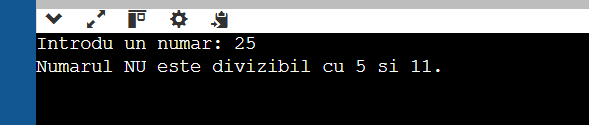 Introdu un numar: 25
Numarul NU este divizibil cu 5 si 11.